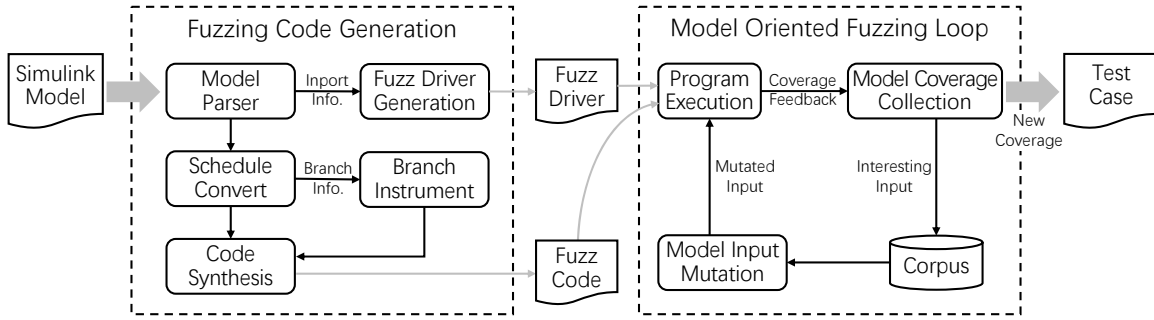 Fuzzing Code Generation
Model Oriented Fuzzing Loop
Simulink
Model
Model
Parser
Inport
Info.
Fuzz Driver
Generation
Fuzz
Driver
Program
Execution
Coverage
Feedback
Model Coverage
Collection
New
Coverage
Test
Case
Schedule
Convert
Branch
Info.
Branch
Instrument
Mutated
Input
Interesting
Input
Code
Synthesis
Fuzz
Code
Model Input
Mutation
Corpus